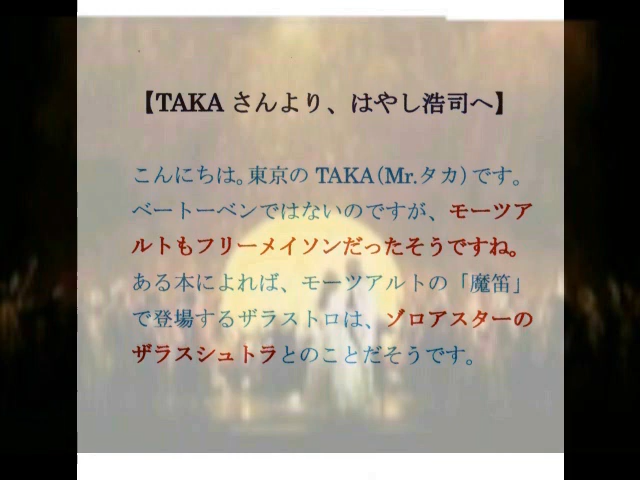 【TAKA さんより、はやし浩司へ】
こんにちは。東京の TAKA（Mr.タカ）です。
ベートーベンではないのですが、モーツア
ルトもフリーメイソンだったそうですね。
ある本によれば、モーツアルトの「魔笛」
で登場するザラストロは、ゾロアスターの
ザラスシュトラとのことだそうです。